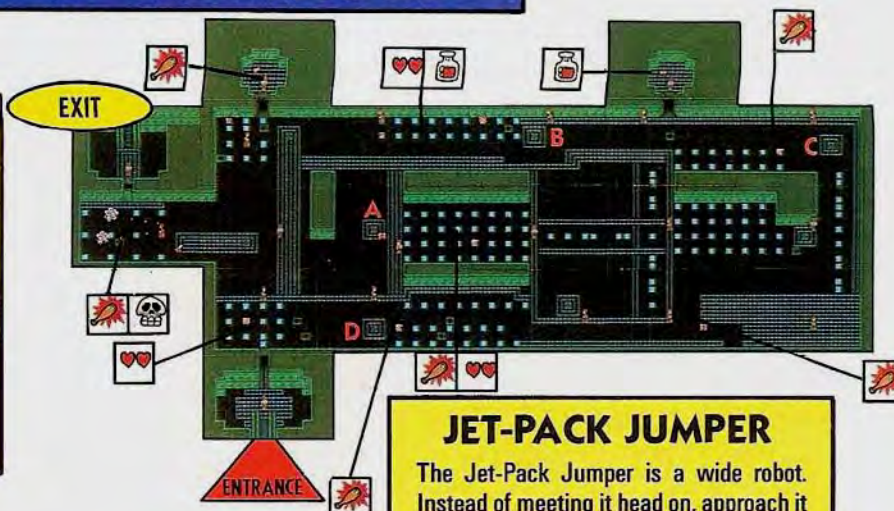 EXIT
B
C
A
D
ENTRANCE
JET-PACK JUMPER
The Jet-Pack Jumper is a wide robot.
Instead of meeting it head on, approach it